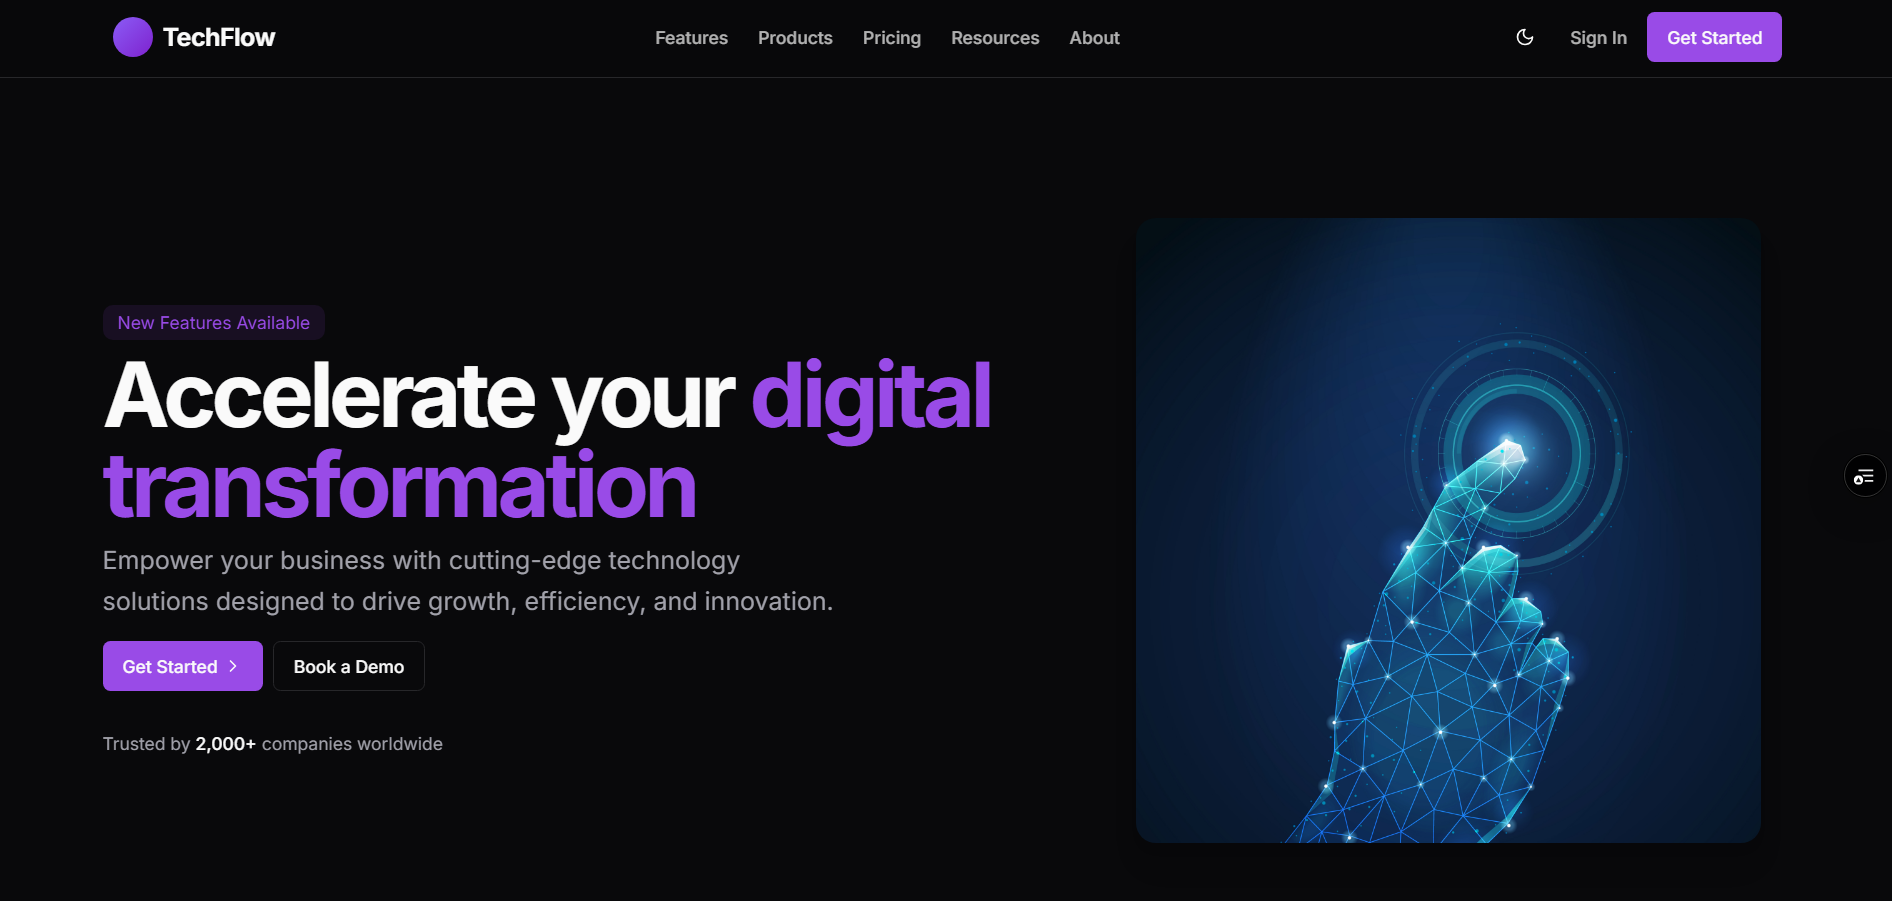 TechFlow
Features
Products
Pricing
Resources
About
Sign In
Get Started
New Features Available
Accelerate your digital
transformation
Empower your business with cutting-edge technology
solutions designed to drive growth, efficiency, and innovation.
Get Started
Book a Demo
Trusted by 2,000+ companies worldwide